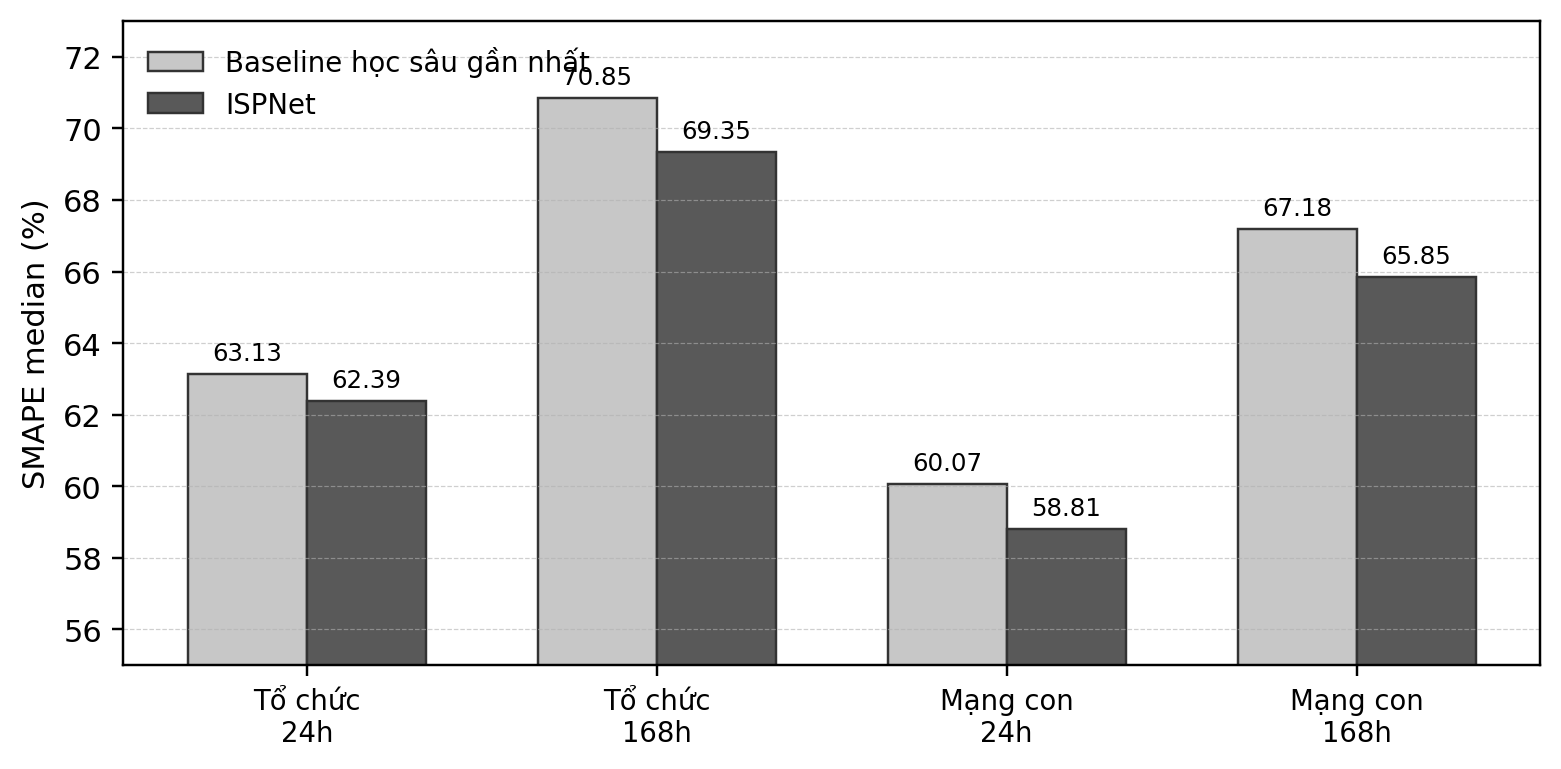 Baseline học sâu gần nhất
ISPNet
SMAPE median (%)
72
70
68
66
64
62
60
58
56
63.13
62.39
70.85
69.35
60.07
58.81
67.18
65.85
Tổ chức
24h
Tổ chức
168h
Mạng con
24h
Mạng con
168h